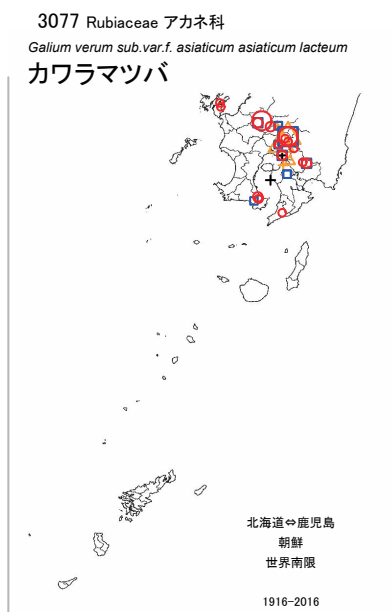 3077 Rubiaceae アカネ科
Galium verum sub.var.f. asiaticum asiaticum lacteum
カワラマツバ
北海道⇔鹿児島
朝鮮
世界南限
1916-2016